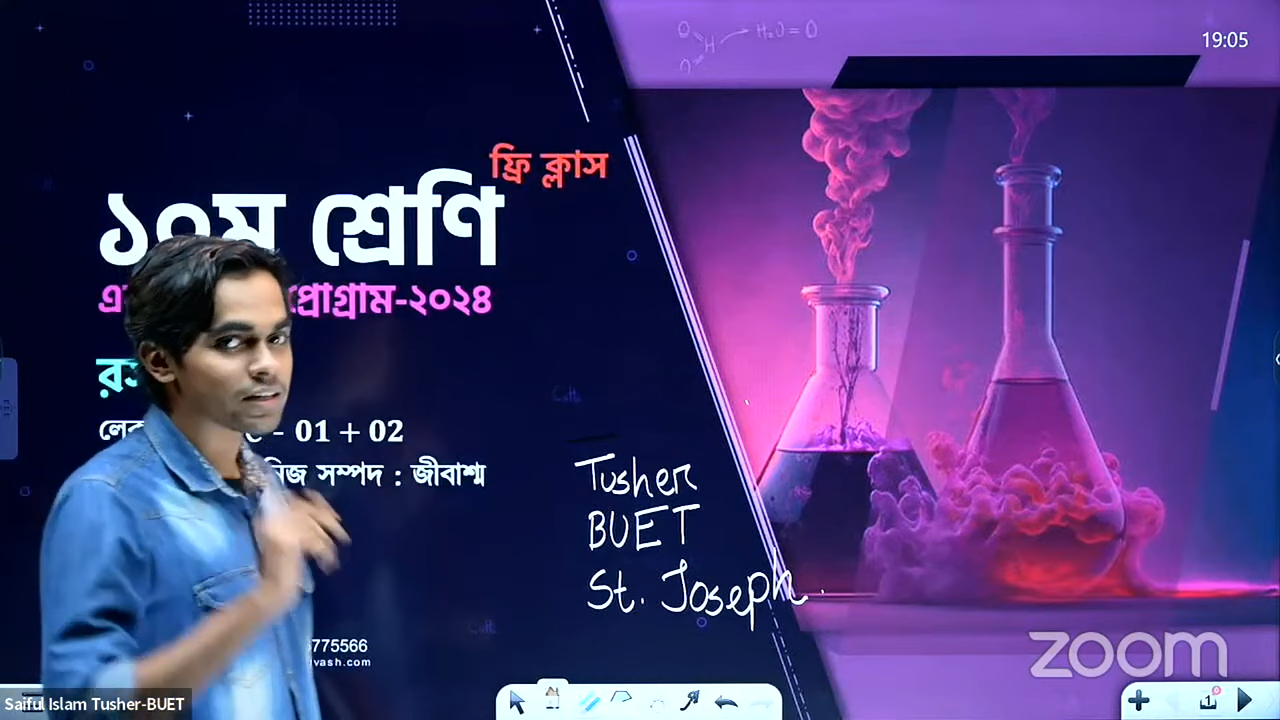 19:05
ফ্রি ক্লাস
১০ম শ্রেণি
প্রোগ্রাম-২০২৪
- 01 + 02
সম্পদ : জীবাশ্ম
Tusher
BUET
St. Joseph
775566
vash.com
zoom
Saiful Islam Tusher-BUET